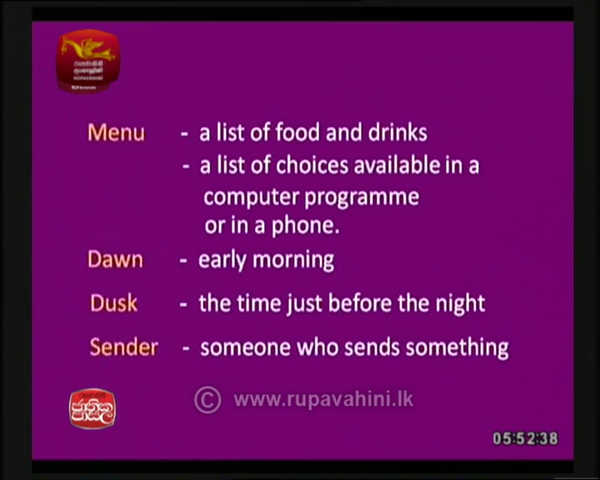 Menu - a list of food and drinks
- a list of choices available in a
computer programme
or in a phone.
Dawn - early morning
Dusk - the time just before the night
Sender - someone who sends something
© www.rupavahini.lk
05:52:38